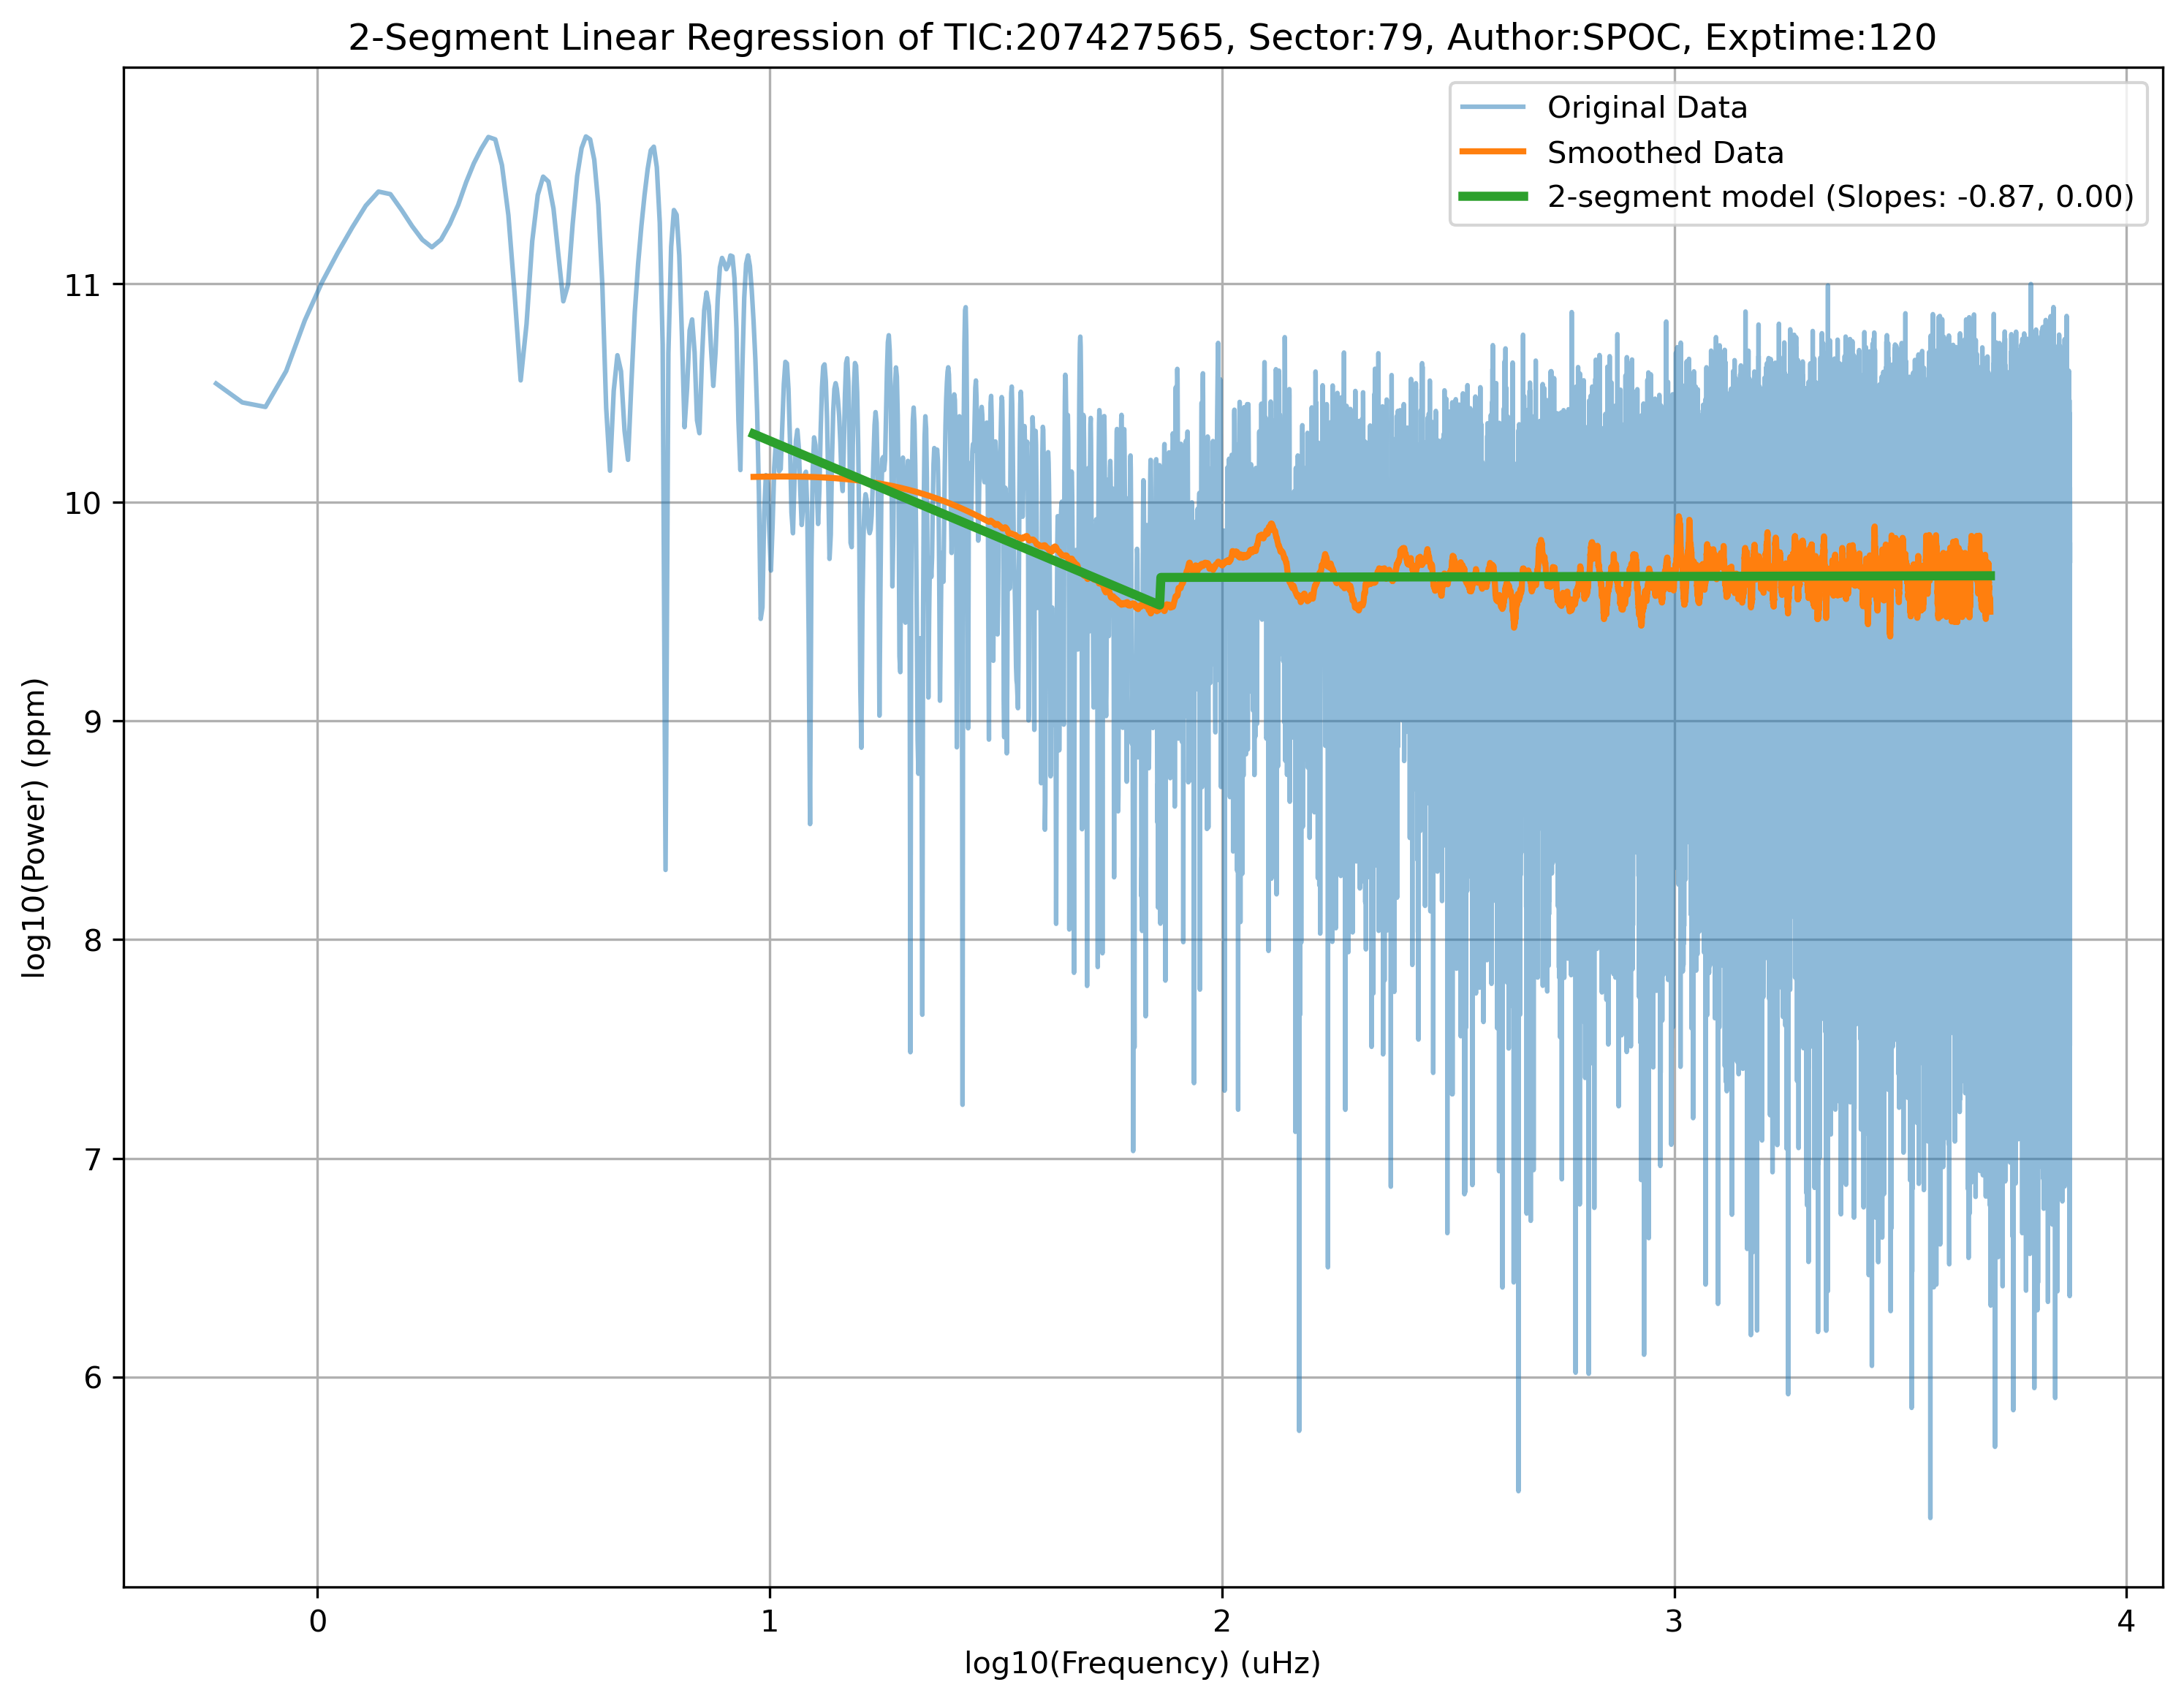 2-Segment Linear Regression of TIC:207427565, Sector:79, Author:SPOC, Exptime:120
Original Data
Smoothed Data
2-segment model (Slopes: -0.87, 0.00)
11
10
9
8
7
6
log10(Power) (ppm)
0 1 2 3 4
log10(Frequency) (uHz)